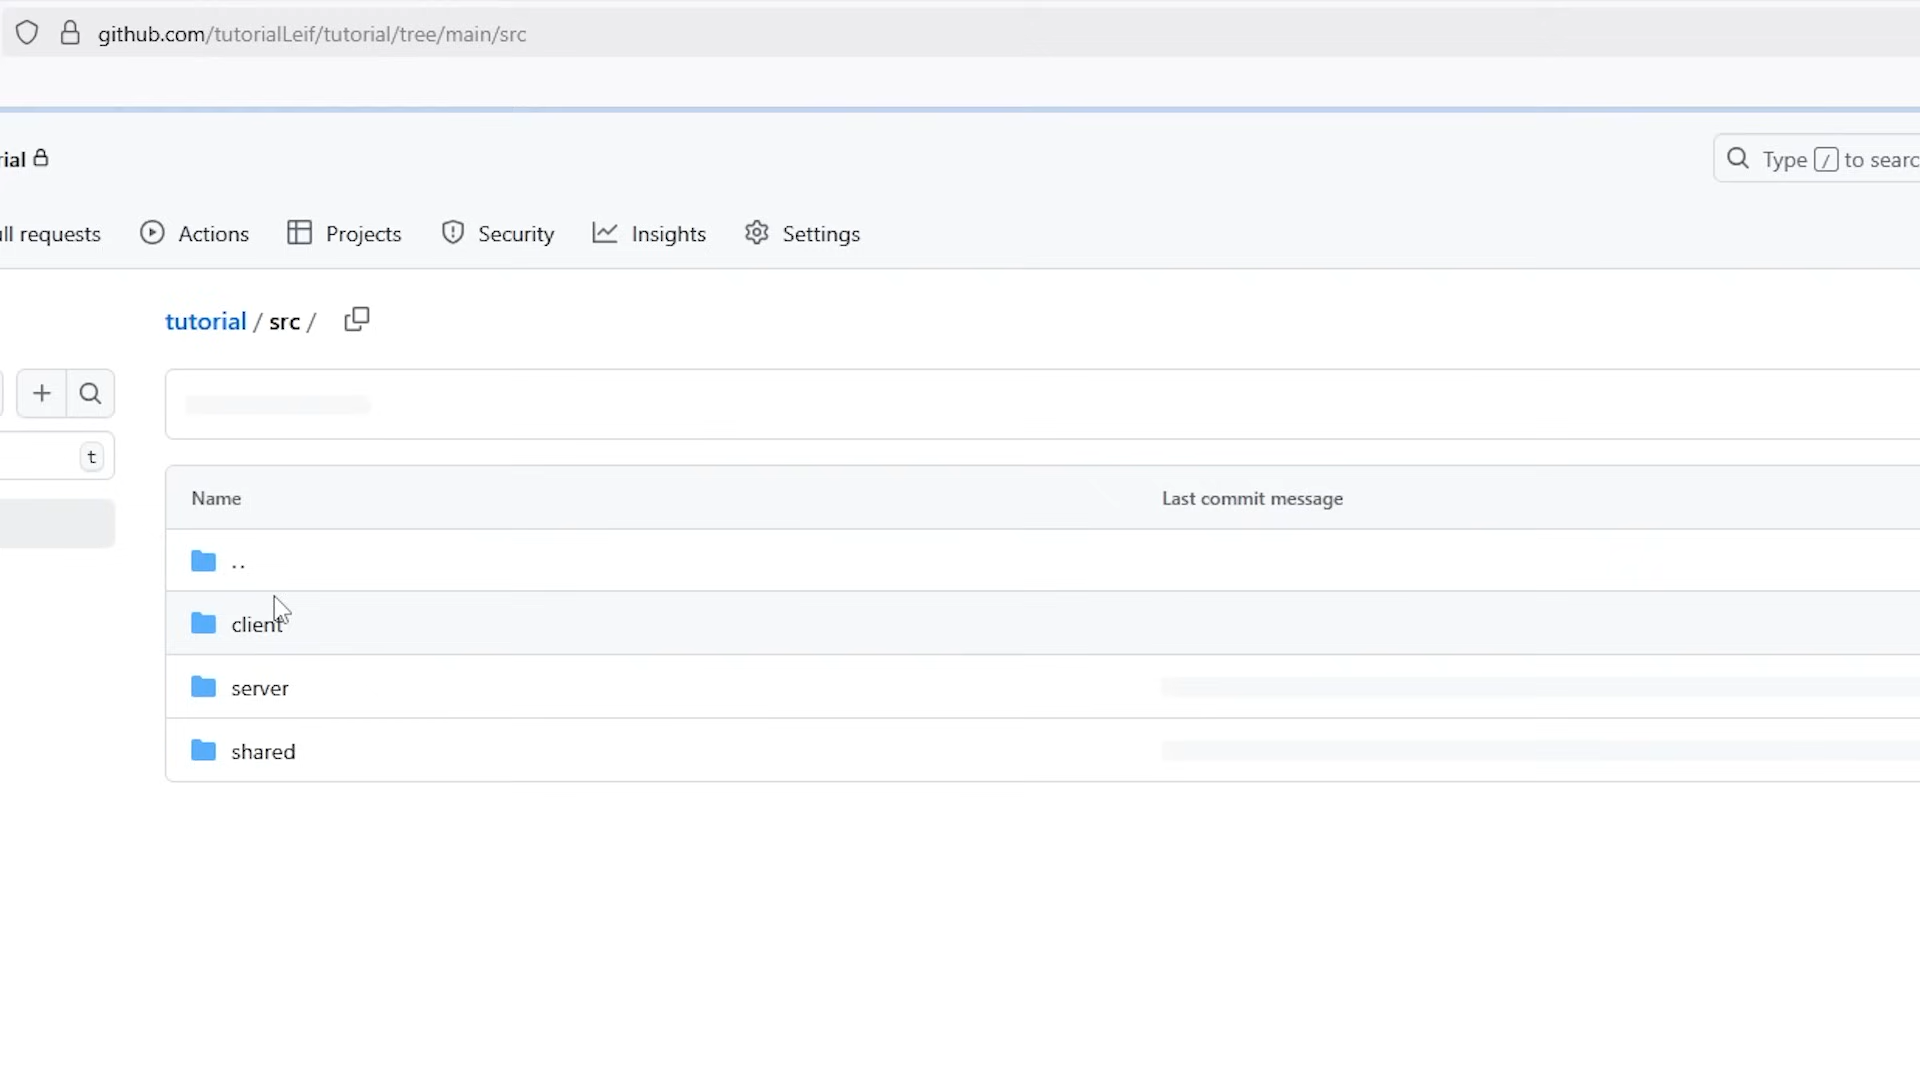 github.com/tutorialLeif/tutorial/tree/main/src
rial
Type / to searc
ll requests
Actions
Projects
Security
Insights
Settings
tutorial / src /
t
Name
Last commit message
..
client
server
shared